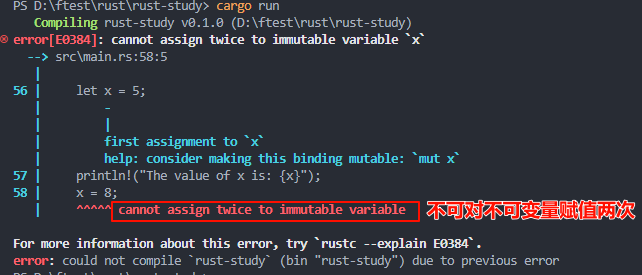 PS D:\ftest\rust\rust-study> cargo run
   Compiling rust-study v0.1.0 (D:\ftest\rust\rust-study)
error[E0384]: cannot assign twice to immutable variable `x`
  --> src\main.rs:58:5
   |
56 |     let x = 5;
   |         -
   |         |
   |         first assignment to `x`
   |         help: consider making this binding mutable: `mut x`
57 |     println!("The value of x is: {x}");
58 |     x = 8;
   |     ^^^^^ cannot assign twice to immutable variable 不可对不可变量赋值两次
For more information about this error, try `rustc --explain E0384`.
error: could not compile `rust-study` (bin "rust-study") due to previous error
PS D:\ftest\rust\rust-study>